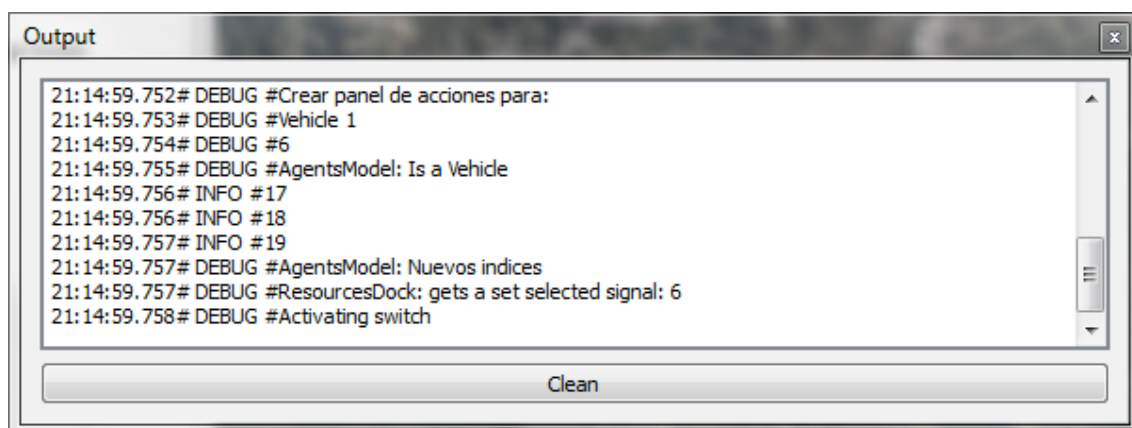 Output
21:14:59.752# DEBUG #Crear panel de acciones para:
21:14:59.753# DEBUG #Vehicle 1
21:14:59.754# DEBUG #6
21:14:59.755# DEBUG #AgentsModel: Is a Vehicle
21:14:59.756# INFO #17
21:14:59.756# INFO #18
21:14:59.757# INFO #19
21:14:59.757# DEBUG #AgentsModel: Nuevos indices
21:14:59.757# DEBUG #ResourcesDock: gets a set selected signal: 6
21:14:59.758# DEBUG #Activating switch
Clean